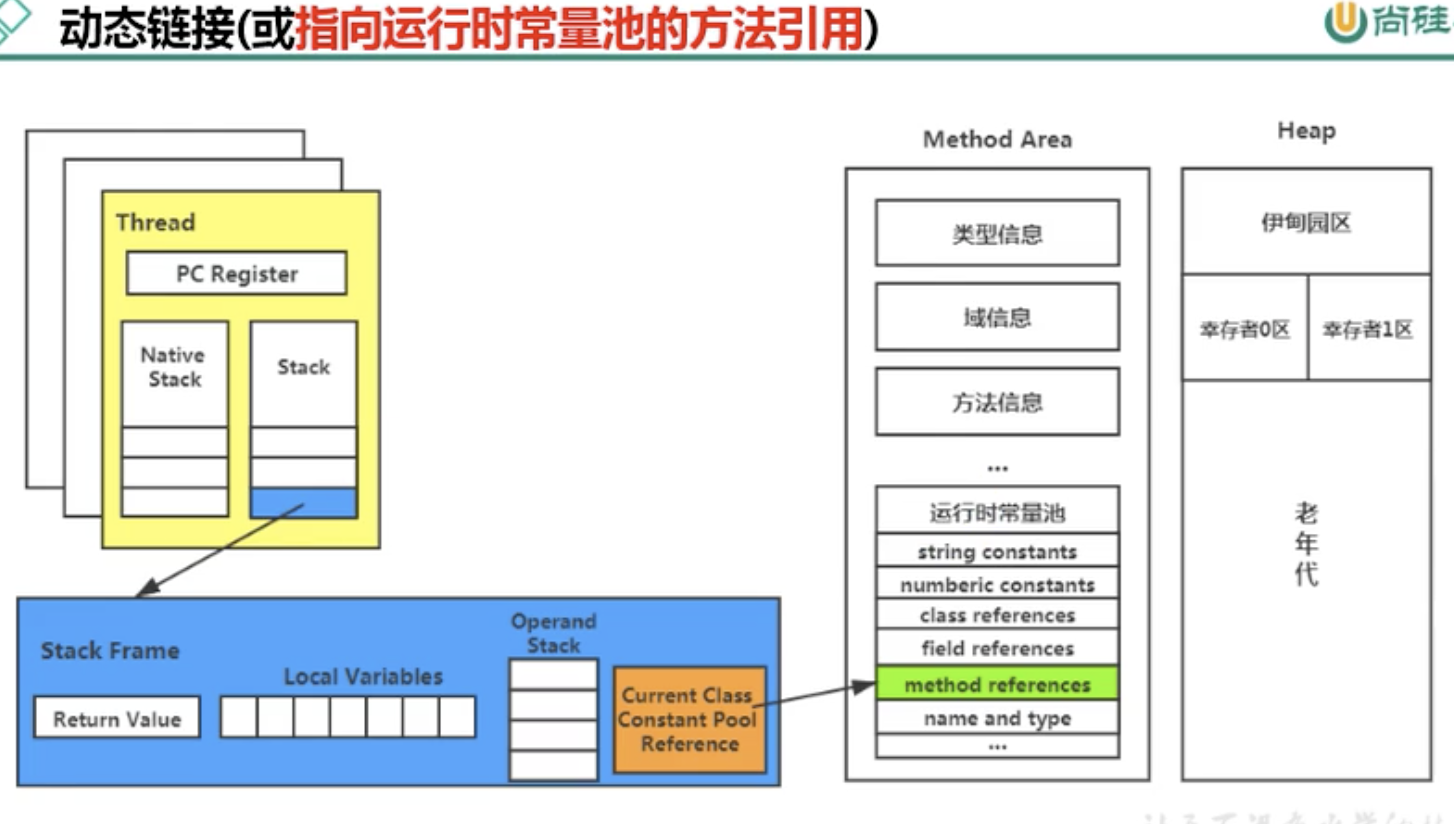 动态链接(或指向运行时常量池的方法引用)
尚硅
Thread
PC Register
Native
Stack
Stack
Stack Frame
Return Value
Local Variables
Operand
Stack
Current Class
Constant Pool
Reference
Method Area
类型信息
域信息
方法信息
...
运行时常量池
string constants
numberic constants
class references
field references
method references
name and type
...
Heap
伊甸园区
幸存者0区
幸存者1区
老
年
代